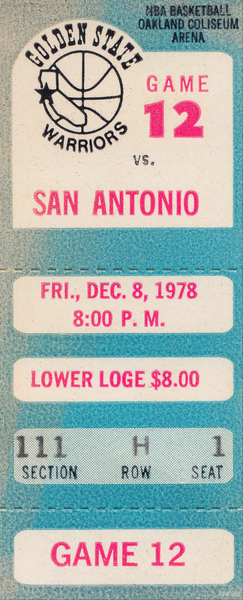 NBA BASKETBALL
OAKLAND COLISEUM
ARENA
GOLDEN STATE
WARRIORS
GAME
12
VS.
SAN ANTONIO
FRI., DEC. 8, 1978
8:00 P. M.
LOWER LOGE $8.00
111 H 1
SECTION ROW SEAT
GAME 12